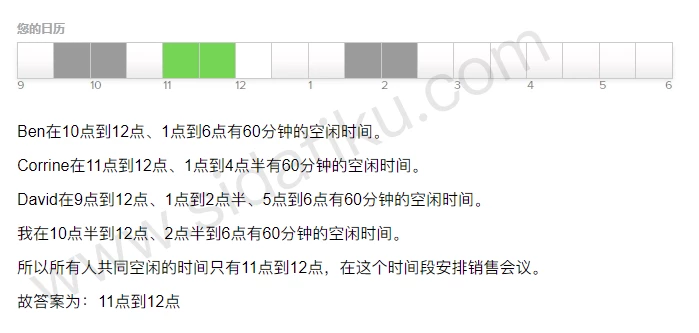 您的日历
9 10 11 12 1 2 3 4 5 6
Ben在10点到12点、1点到6点有60分钟的空闲时间。
Corrine在11点到12点、1点到4点半有60分钟的空闲时间。
David在9点到12点、1点到2点半、5点到6点有60分钟的空闲时间。
我在10点半到12点、2点半到6点有60分钟的空闲时间。
所以所有人共同空闲的时间只有11点到12点，在这个时间段安排销售会议。
故答案为：11点到12点
www.sidatiku.com